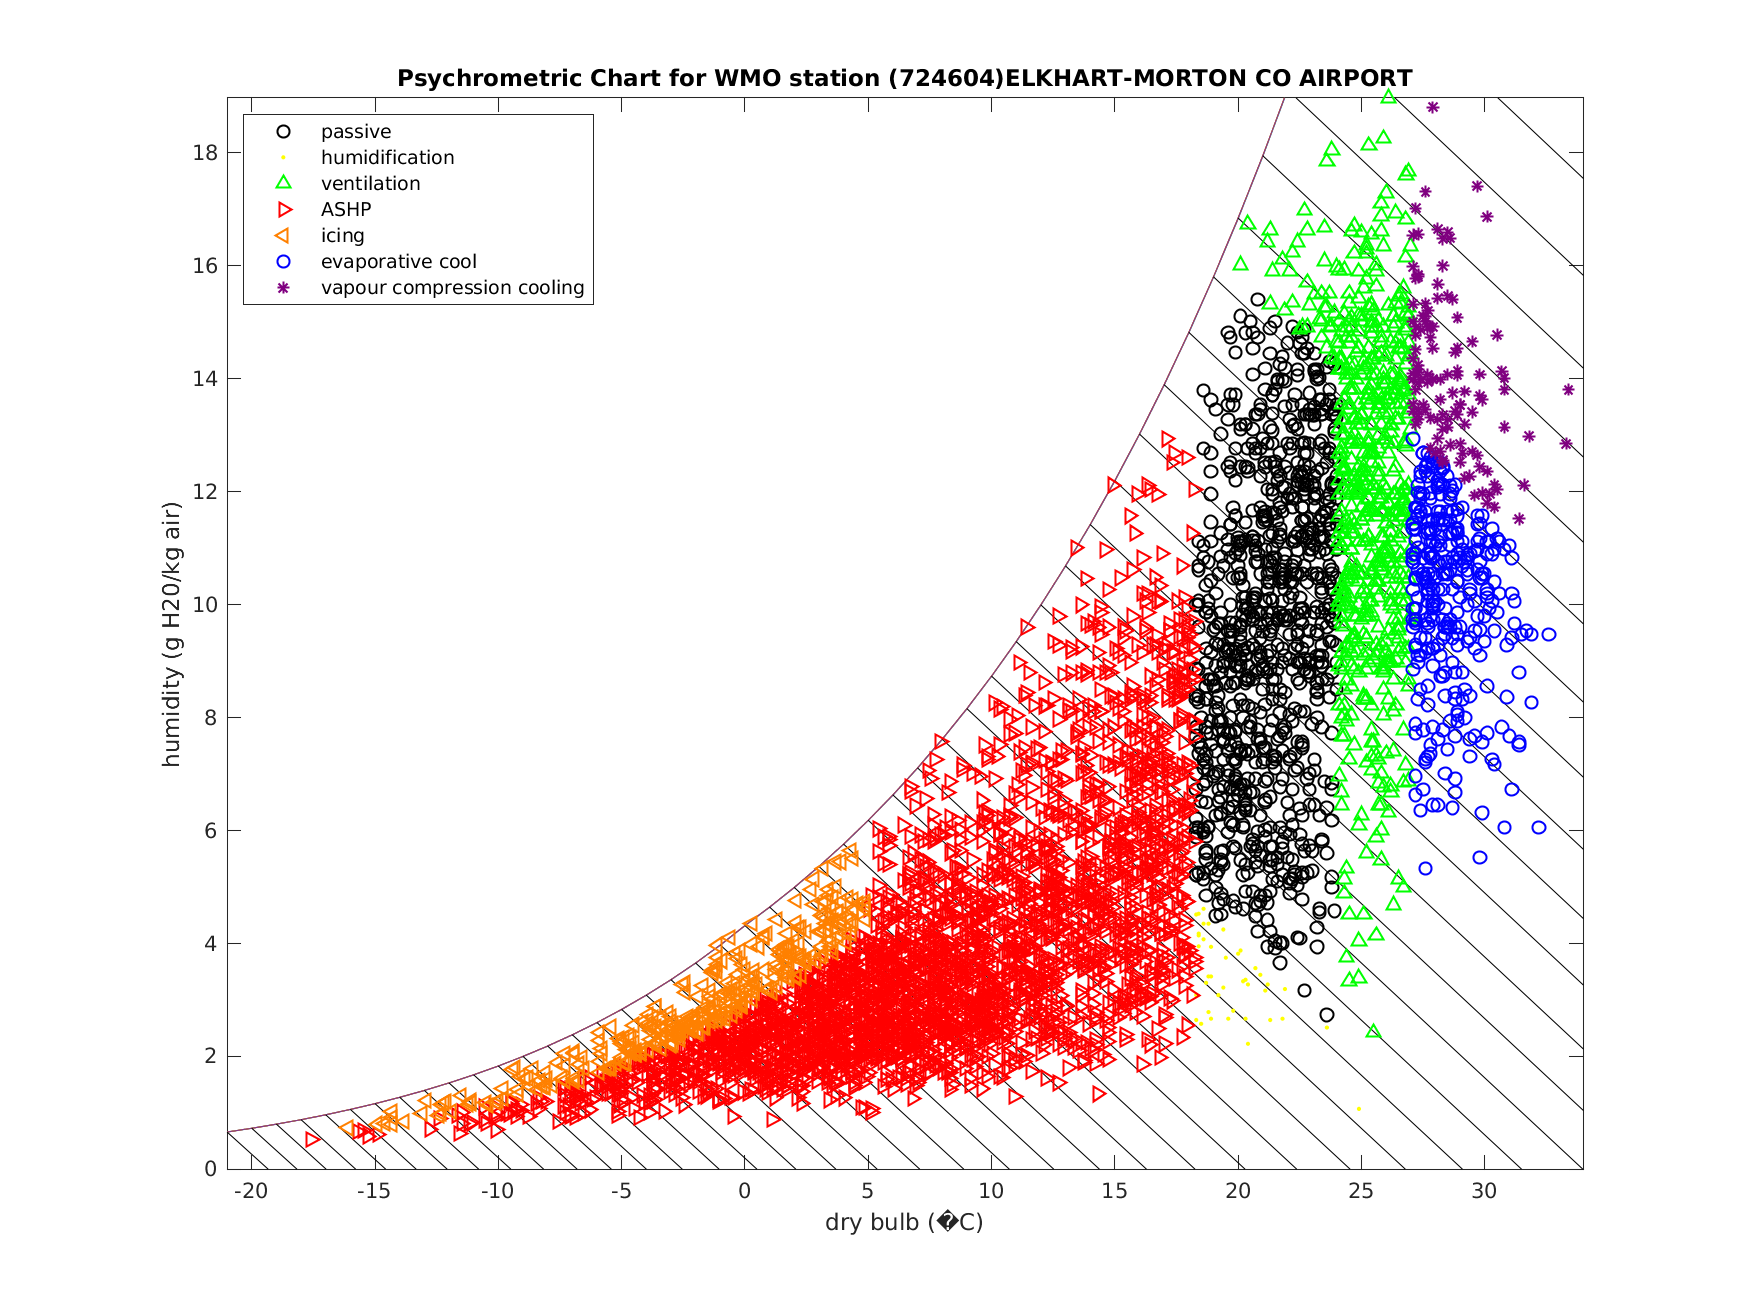 Psychrometric Chart for WMO station (724604)ELKHART-MORTON CO AIRPORT
passive
humidification
ventilation
ASHP
icing
evaporative cool
vapour compression cooling
humidity (g H20/kg air)
18
16
14
12
10
8
6
4
2
0
-20 -15 -10 -5 0 5 10 15 20 25 30
dry bulb (�C)